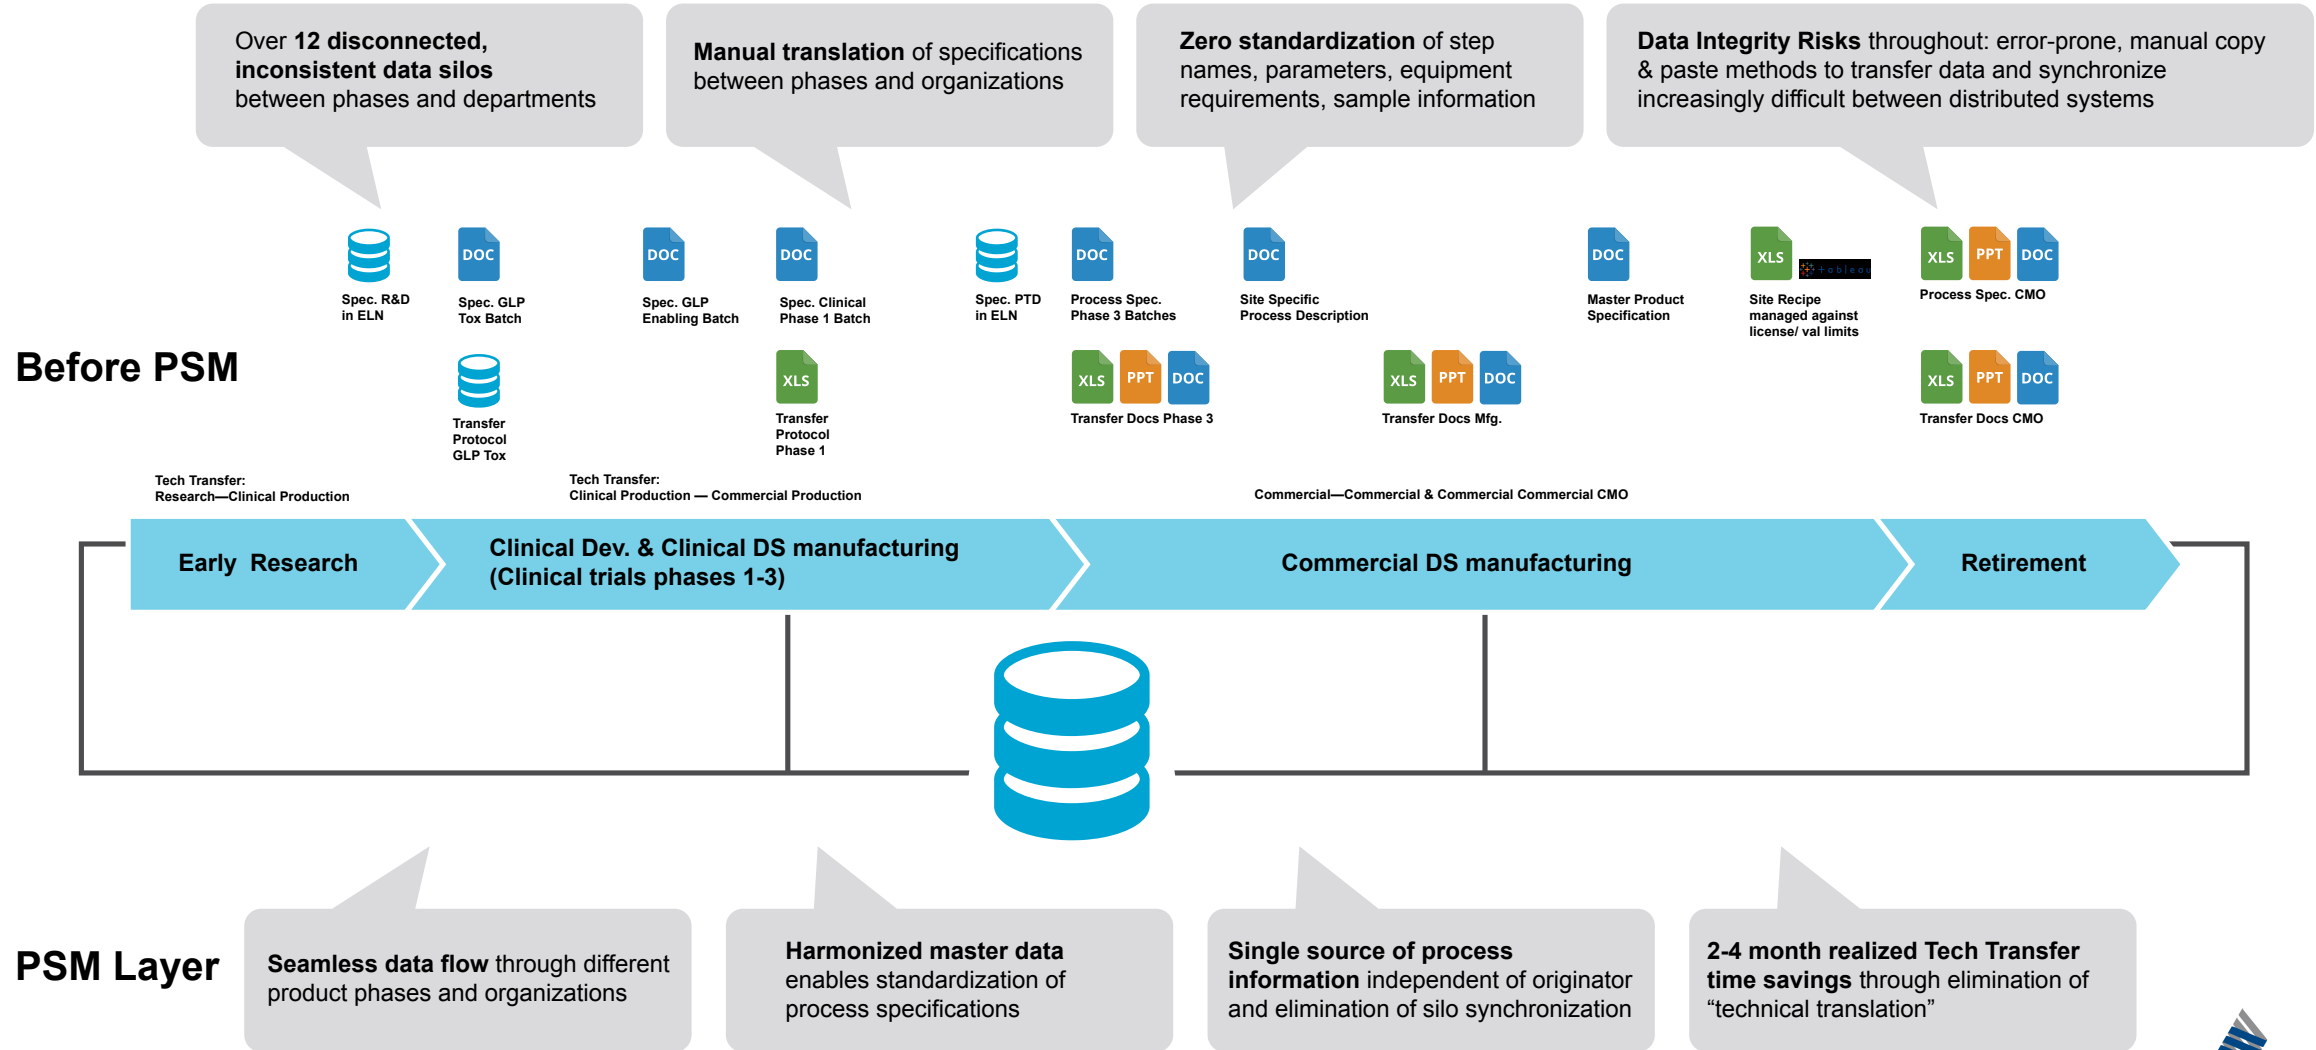 Over 12 disconnected,
inconsistent data silos
between phases and departments
Manual translation of specifications
between phases and organizations
Zero standardization of step
names, parameters, equipment
requirements, sample information
Data Integrity Risks throughout: error-prone, manual copy
& paste methods to transfer data and synchronize
increasingly difficult between distributed systems
Before PSM
Spec. R&D
in ELN
DOC
Spec. GLP
Tox Batch
DOC
Spec. GLP
Enabling Batch
DOC
Spec. Clinical
Phase 1 Batch
Spec. PTD
in ELN
DOC
Process Spec.
Phase 3 Batches
DOC
Site Specific
Process Description
DOC
Master Product
Specification
XLS
+ableau
Site Recipe
managed against
license/ val limits
XLS PPT DOC
Process Spec. CMO
Transfer
Protocol
GLP Tox
XLS
Transfer
Protocol
Phase 1
XLS PPT DOC
Transfer Docs Phase 3
XLS PPT DOC
Transfer Docs Mfg.
XLS PPT DOC
Transfer Docs CMO
Tech Transfer:
Research—Clinical Production
Tech Transfer:
Clinical Production — Commercial Production
Commercial—Commercial & Commercial Commercial CMO
Early Research
Clinical Dev. & Clinical DS manufacturing
(Clinical trials phases 1-3)
Commercial DS manufacturing
Retirement
PSM Layer
Seamless data flow through different
product phases and organizations
Harmonized master data
enables standardization of
process specifications
Single source of process
information independent of originator
and elimination of silo synchronization
2-4 month realized Tech Transfer
time savings through elimination of
“technical translation”